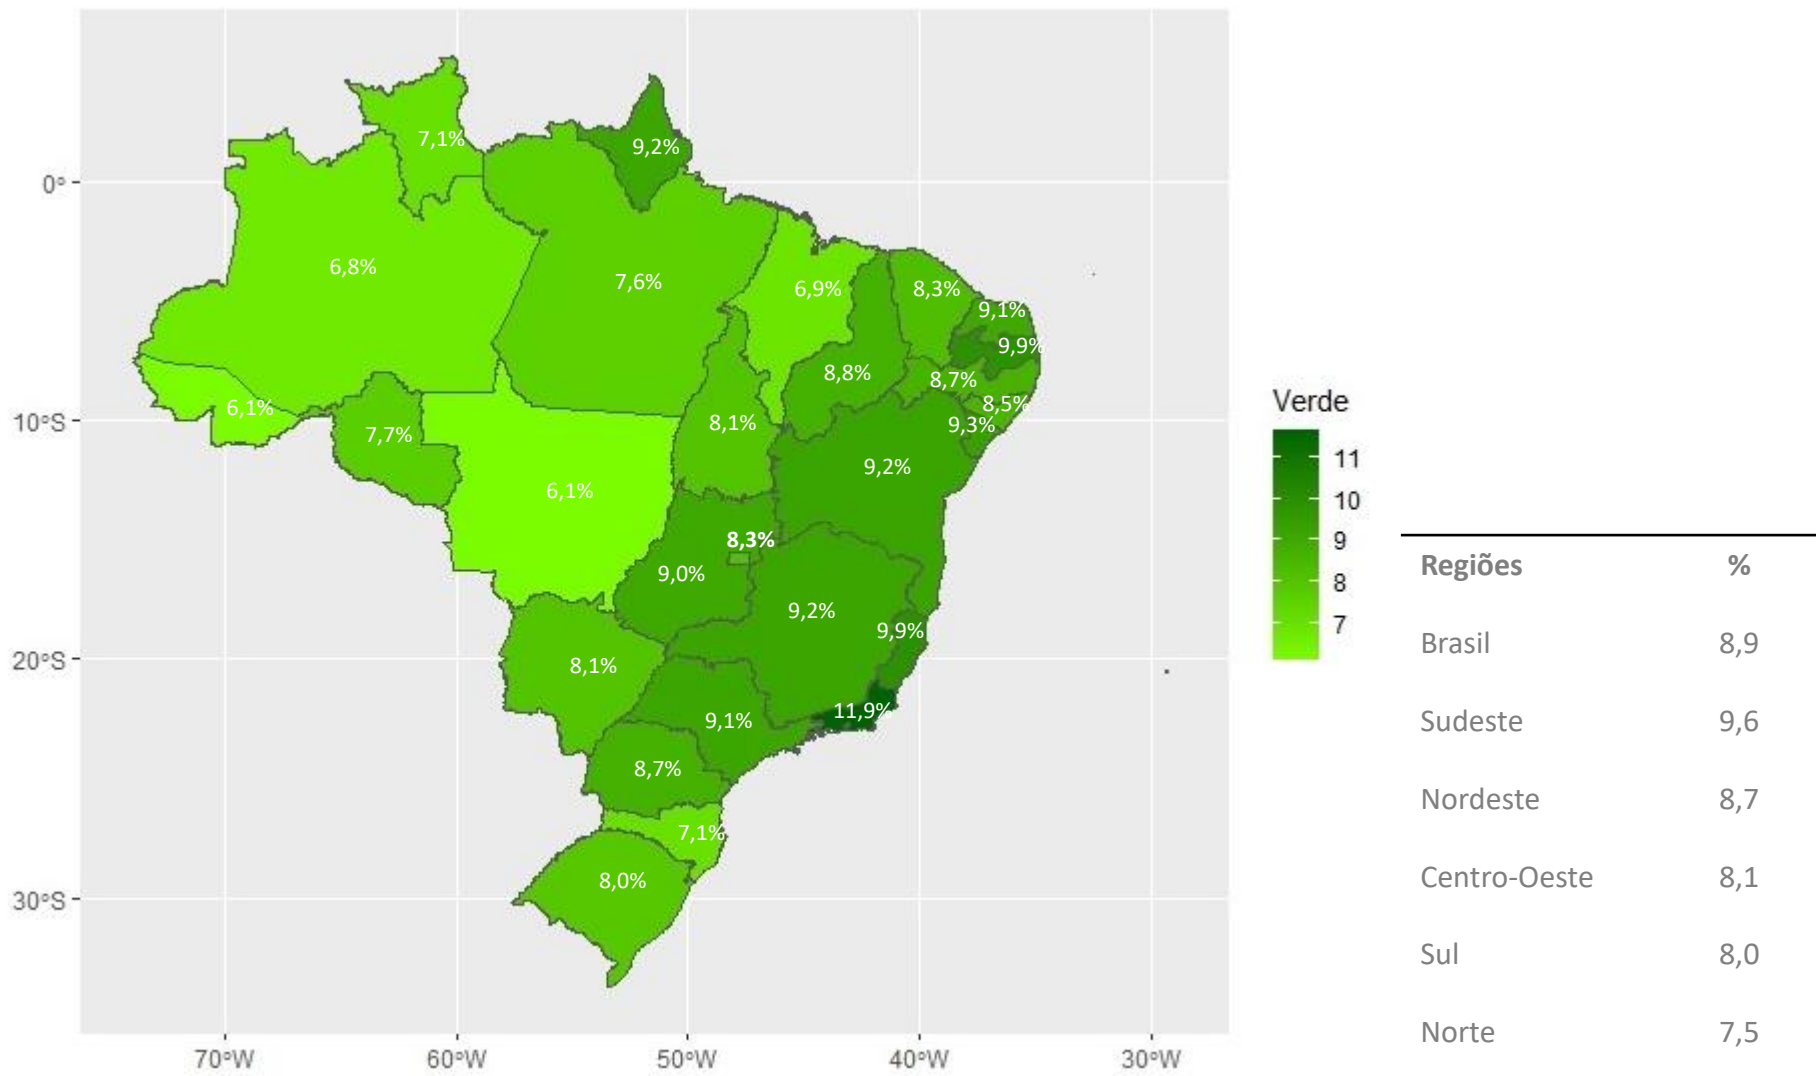 7,1%
9,2%
0°
6,8%
7,6%
6,9%
8,3%
9,1%
9,9%
8,8%
8,7%
6,1%
8,5%
10°S
7,7%
8,1%
9,3%
9,2%
6,1%
8,3%
9,0%
9,2%
9,9%
20°S
8,1%
11,9%
9,1%
8,7%
7,1%
8,0%
30°S
70°W 60°W 50°W 40°W 30°W
Verde
11
10
9
8
7
Regiões %
Brasil 8,9
Sudeste 9,6
Nordeste 8,7
Centro-Oeste 8,1
Sul 8,0
Norte 7,5